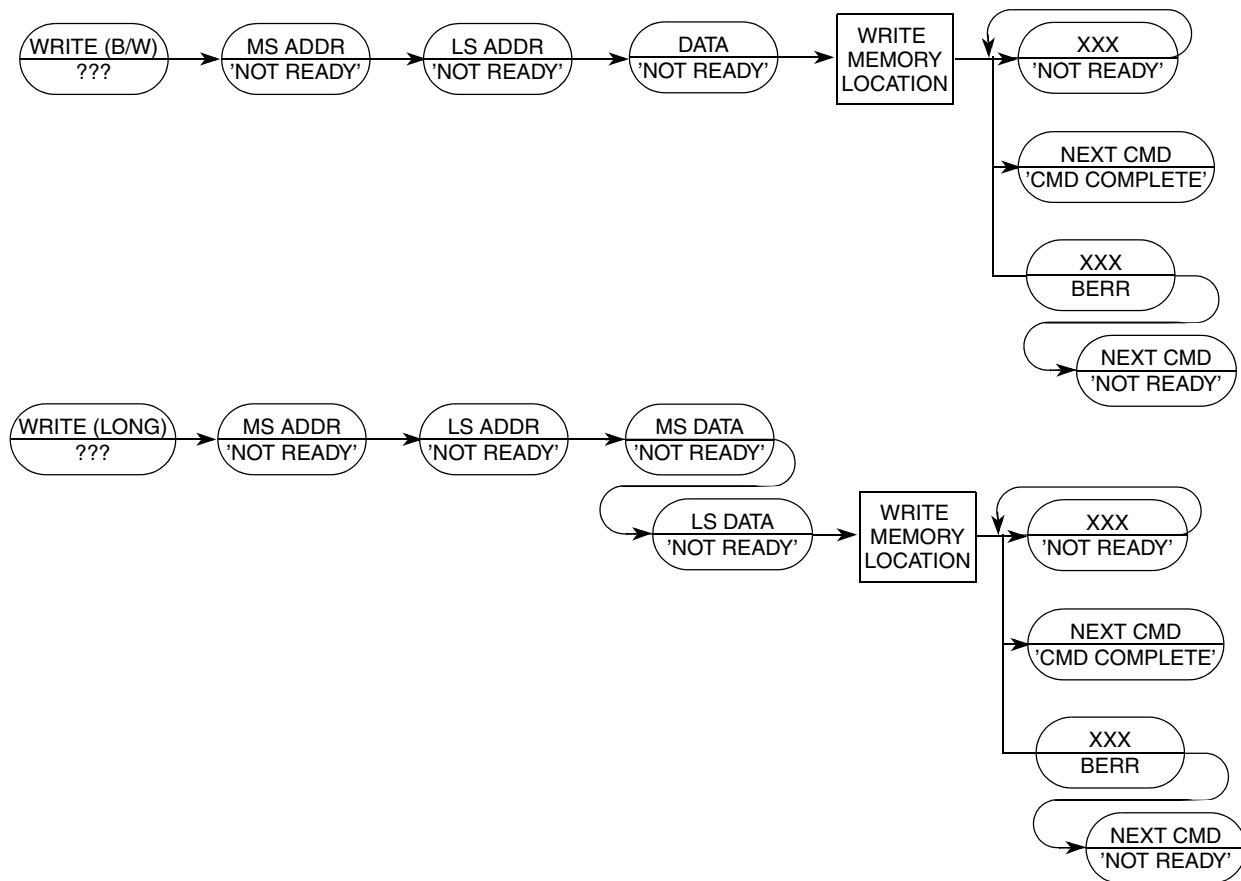 WRITE (B/W)
???
MS ADDR
'NOT READY'
LS ADDR
'NOT READY'
DATA
'NOT READY'
WRITE
MEMORY
LOCATION
XXX
'NOT READY'
NEXT CMD
'CMD COMPLETE'
XXX
BERR
NEXT CMD
'NOT READY'
WRITE (LONG)
???
MS ADDR
'NOT READY'
LS ADDR
'NOT READY'
MS DATA
'NOT READY'
LS DATA
'NOT READY'
WRITE
MEMORY
LOCATION
XXX
'NOT READY'
NEXT CMD
'CMD COMPLETE'
XXX
BERR
NEXT CMD
'NOT READY'